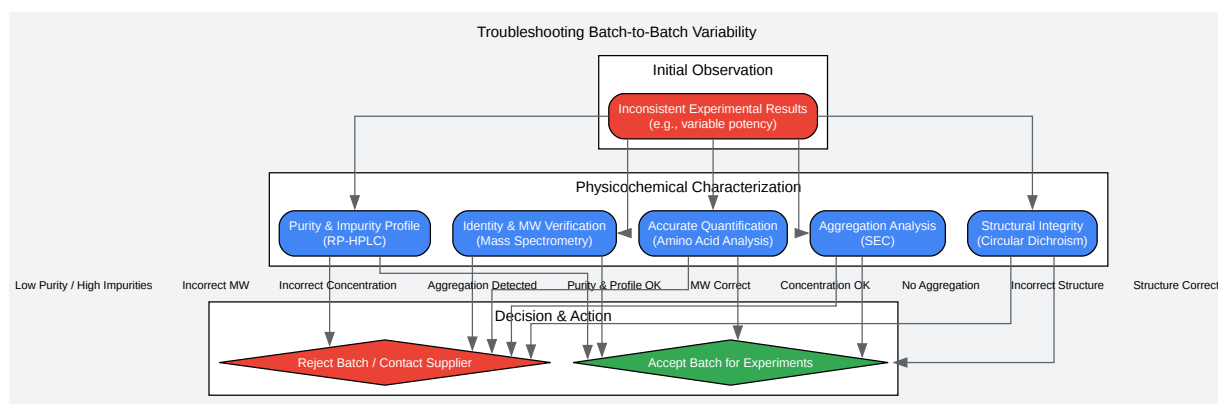 Troubleshooting Batch-to-Batch Variability
Initial Observation
Inconsistent Experimental Results
(e.g., variable potency)
Physicochemical Characterization
Purity & Impurity Profile
(RP-HPLC)
Identity & MW Verification
(Mass Spectrometry)
Accurate Quantification
(Amino Acid Analysis)
Aggregation Analysis
(SEC)
Structural Integrity
(Circular Dichroism)
Low Purity / High Impurities
Incorrect MW
Incorrect Concentration
Aggregation Detected
Purity & Profile OK
MW Correct
Concentration OK
No Aggregation
Incorrect Structure
Structure Correct
Decision & Action
Reject Batch / Contact Supplier
Accept Batch for Experiments